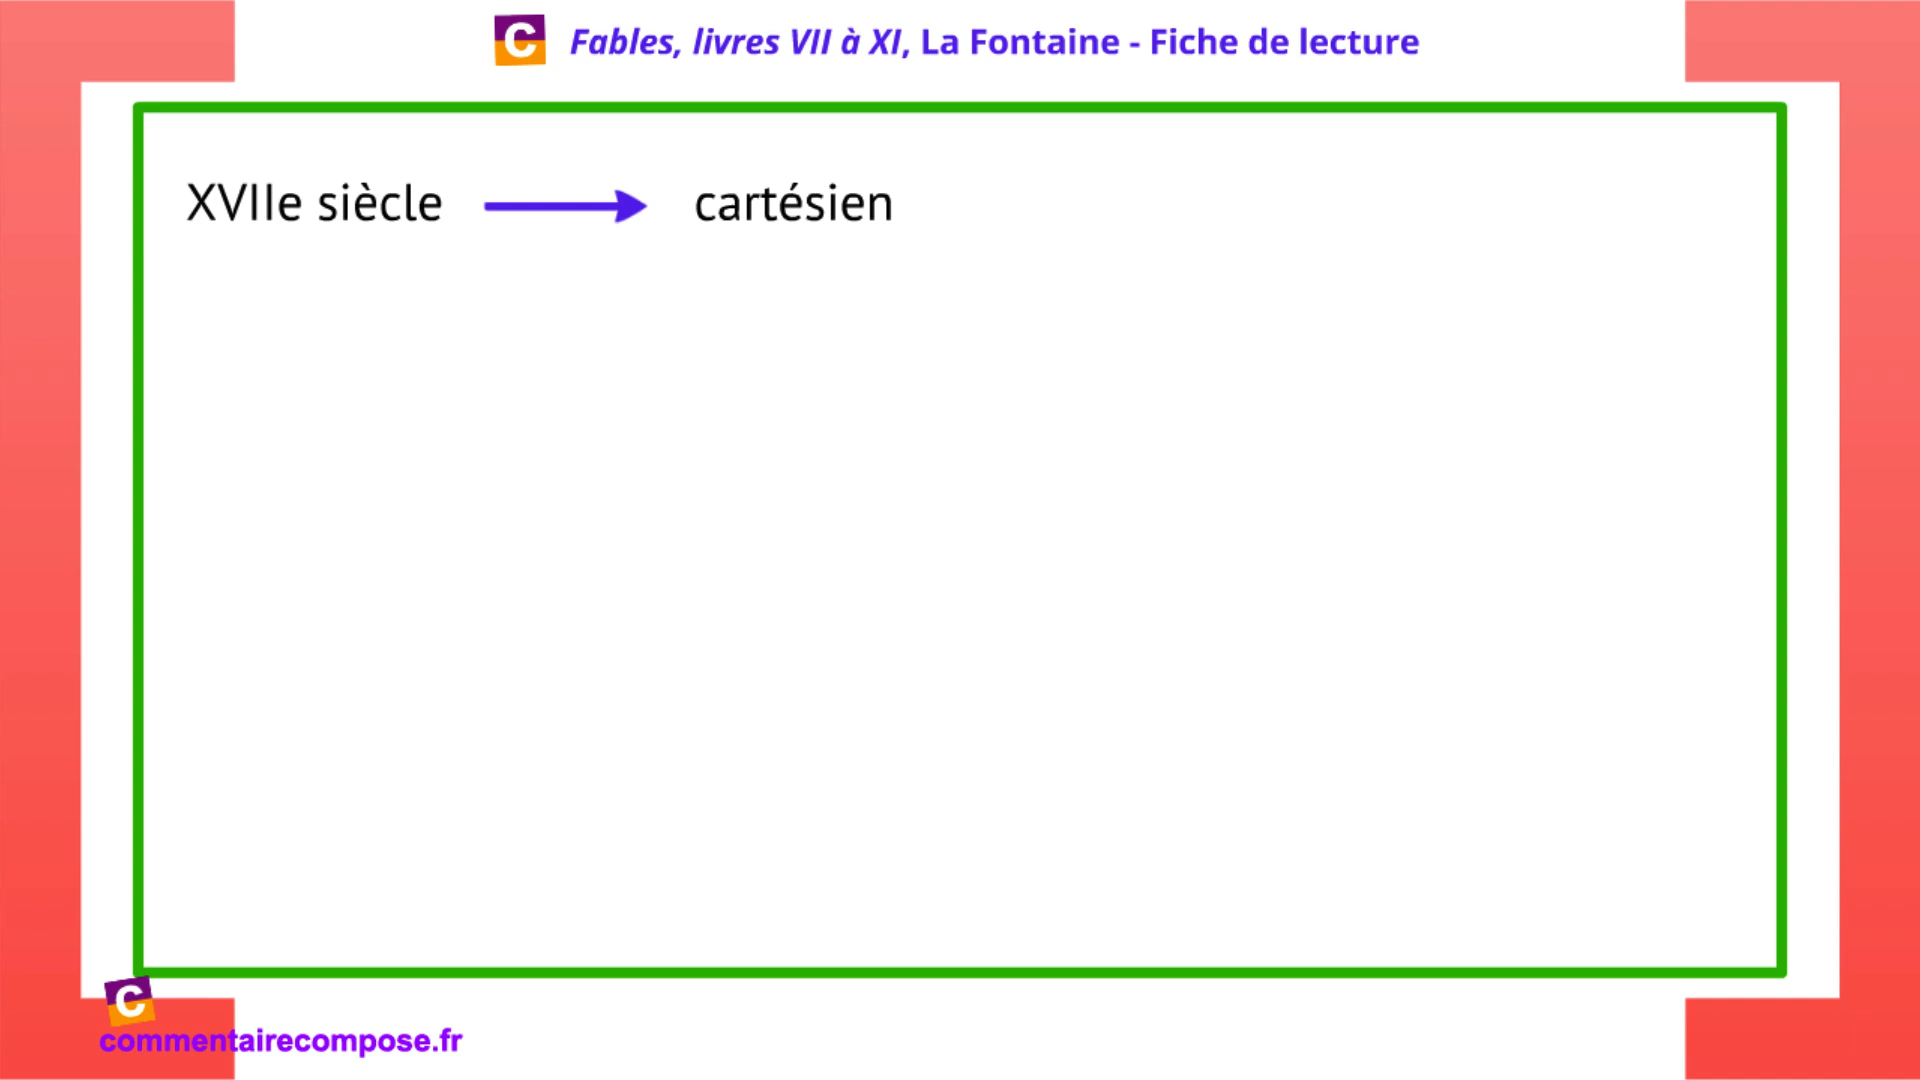 C Fables, livres VII à XI, La Fontaine - Fiche de lecture
XVIIe siècle cartésien
C
commentairecompose.fr